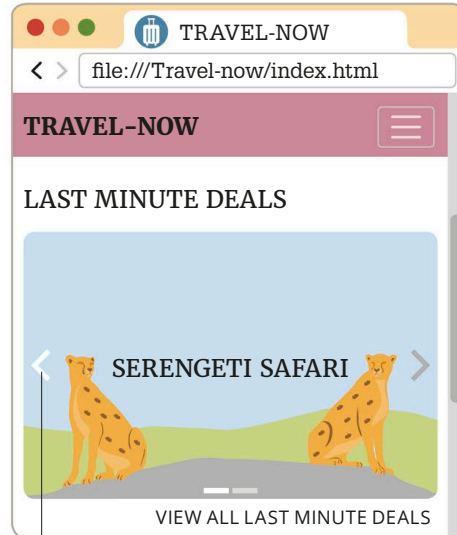 TRAVEL-NOW
file:///Travel-now/index.html
TRAVEL-NOW
LAST MINUTE DEALS
SERENGETI SAFARI
VIEW ALL LAST MINUTE DEALS